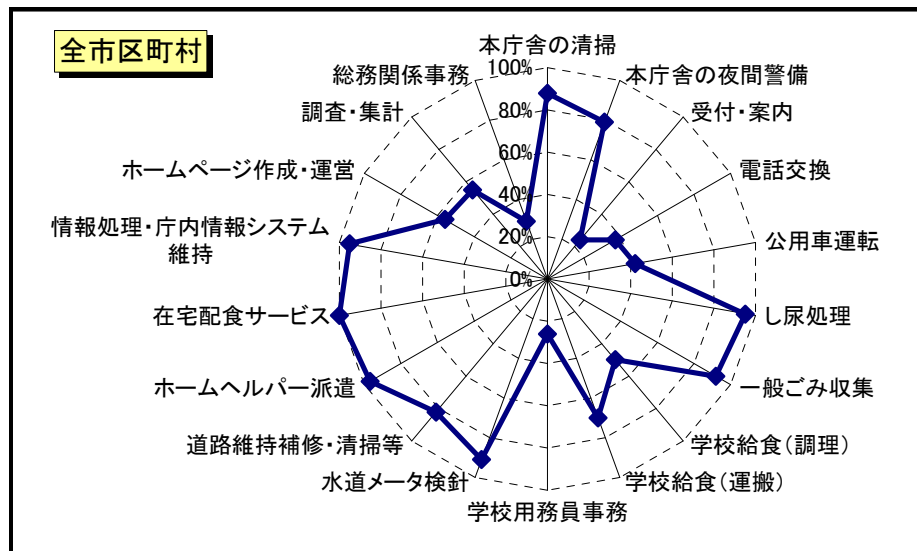 全市区町村
本庁舎の清掃
本庁舎の夜間警備
受付・案内
電話交換
公用車運転
し尿処理
一般ごみ収集
学校給食(調理)
学校給食(運搬)
学校用務員事務
水道メータ検針
道路維持補修・清掃等
ホームヘルパー派遣
在宅配食サービス
情報処理・庁内情報システム
維持
ホームページ作成・運営
調査・集計
総務関係事務
100%
80%
60%
40%
20%
0%